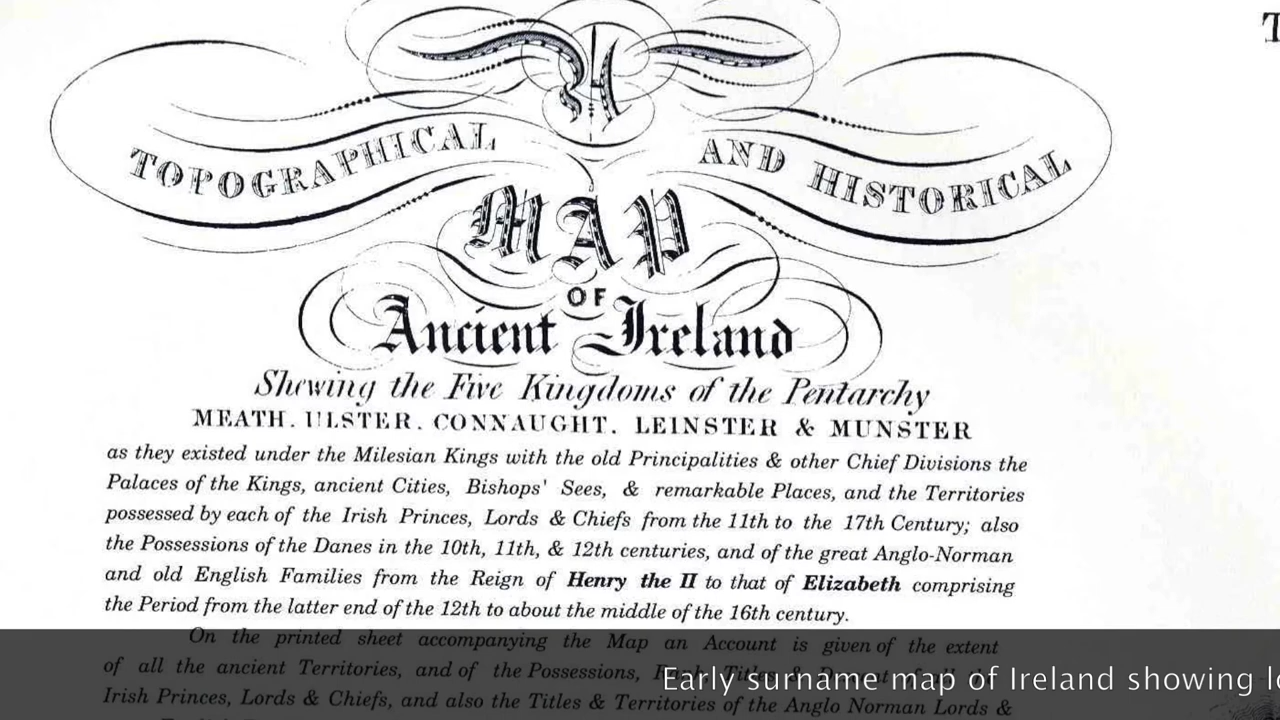 A
TOPOGRAPHICAL AND HISTORICAL
MAP
OF
Ancient Ireland
Shewing the Five Kingdoms of the Pentarchy
MEATH. ULSTER. CONNAUGHT. LEINSTER & MUNSTER
as they existed under the Milesian Kings with the old Principalities & other Chief Divisions the
Palaces of the Kings, ancient Cities, Bishops' Sees, & remarkable Places, and the Territories
possessed by each of the Irish Princes, Lords & Chiefs from the 11th to the 17th Century; also
the Possessions of the Danes in the 10th, 11th, & 12th centuries, and of the great Anglo-Norman
and old English Families from the Reign of Henry the II to that of Elizabeth comprising
the Period from the latter end of the 12th to about the middle of the 16th century.
On the printed sheet accompanying the Map an Account is given of the extent
of all the ancient Territories, and of the Possessions,
Irish Princes, Lords & Chiefs, and also the Titles & Territories of the Anglo Norman Lords &
Early surname map of Ireland showing